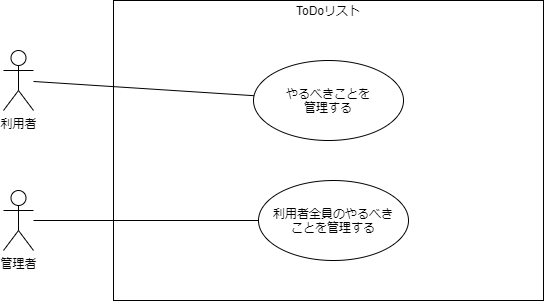 ToDoリスト
やるべきことを
管理する
利用者
利用者全員のやるべき
ことを管理する
管理者